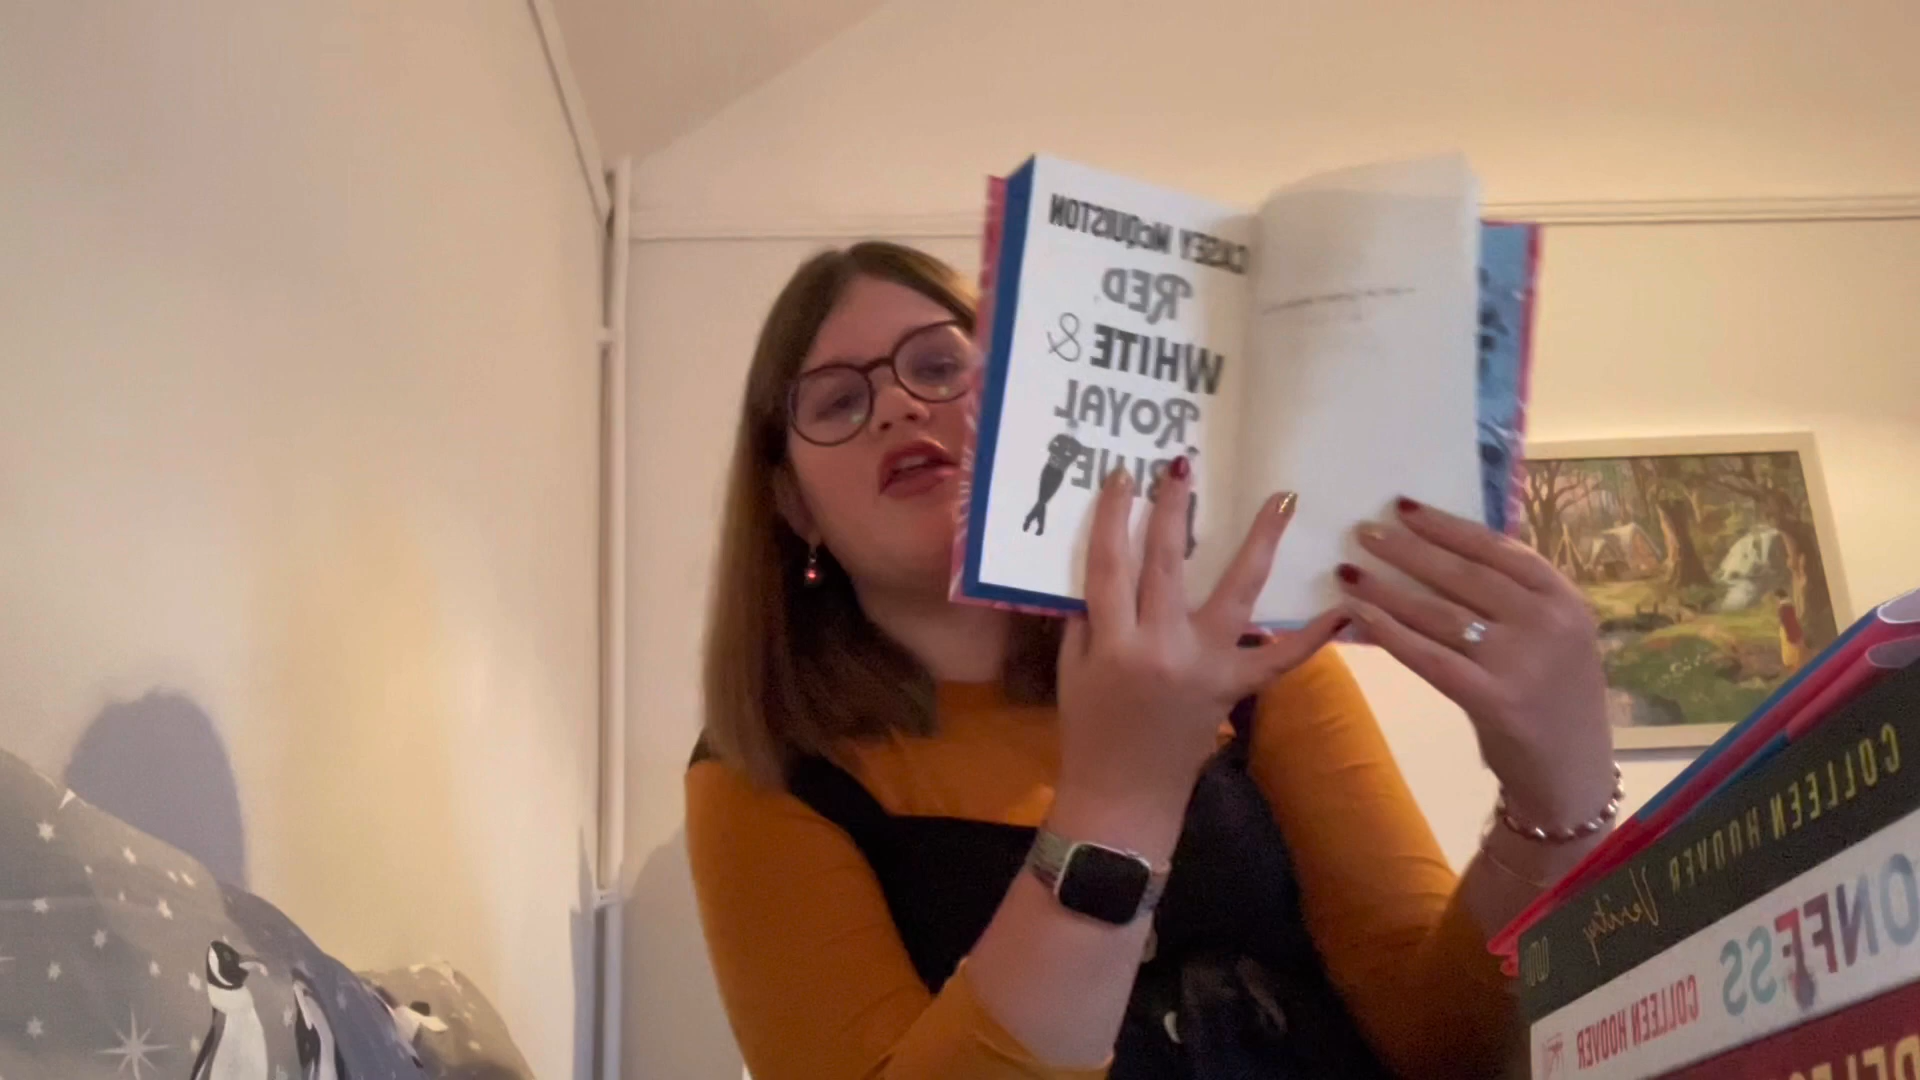 CASEY McQUISTON
RED,
WHITE &
ROYAL
BLUE
COLLEEN HOOVER Verity
COLLEEN HOOVER ONFESS